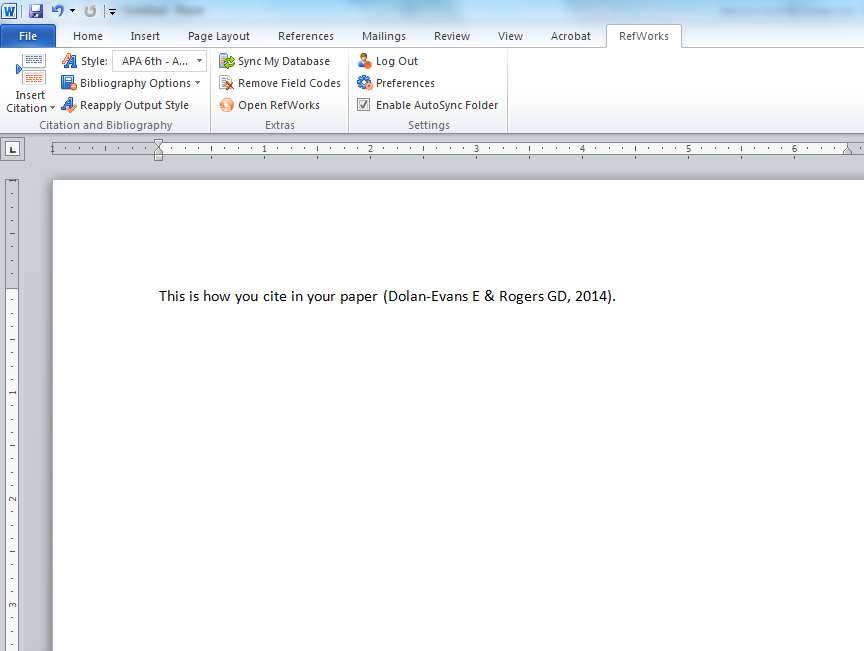 W
File Home Insert Page Layout References Mailings Review View Acrobat RefWorks
Insert
Citation
Style: APA 6th - A...
Bibliography Options
Reapply Output Style
Citation and Bibliography
Sync My Database
Remove Field Codes
Open RefWorks
Extras
Log Out
Preferences
Enable AutoSync Folder
Settings
L
1 1 2 3 4 5 6
1
1
2
3
This is how you cite in your paper (Dolan-Evans E & Rogers GD, 2014).